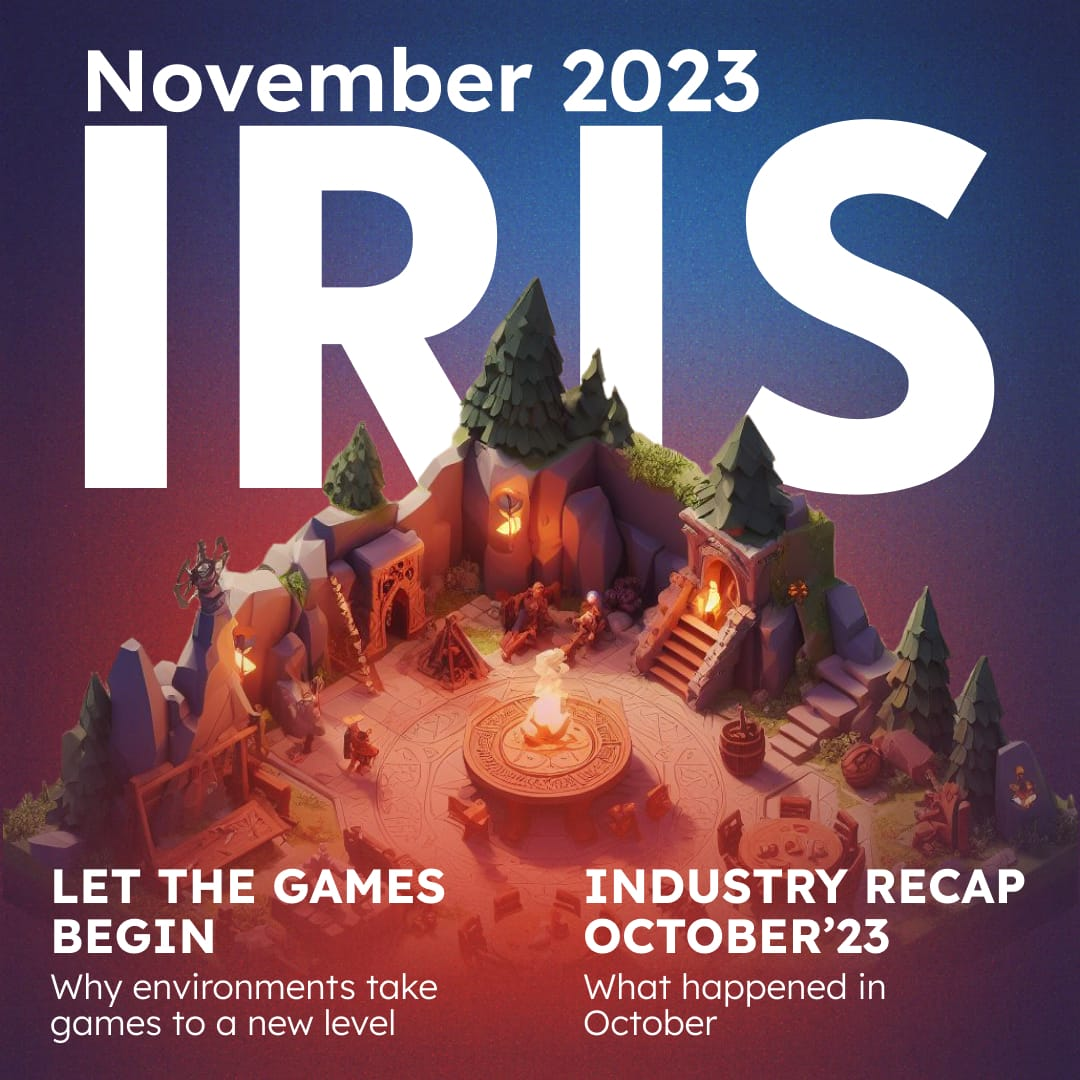 November 2023
IRIS
LET THE GAMES
BEGIN
Why environments take
games to a new level
INDUSTRY RECAP
OCTOBER’23
What happened in
October